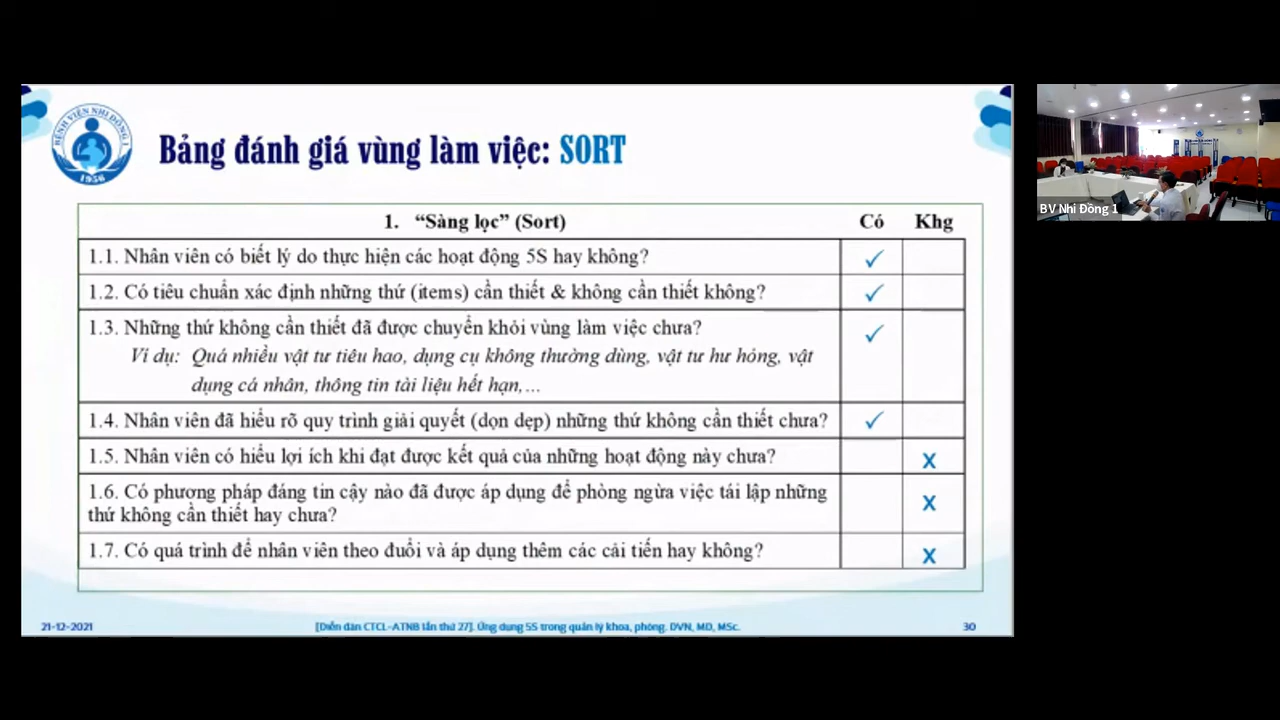 BỆNH VIỆN NHI ĐỒNG 1
1956
Bảng đánh giá vùng làm việc: SORT
1. “Sàng lọc” (Sort) Có Khg
1.1. Nhân viên có biết lý do thực hiện các hoạt động 5S hay không? ✓
1.2. Có tiêu chuẩn xác định những thứ (items) cần thiết & không cần thiết không? ✓
1.3. Những thứ không cần thiết đã được chuyển khỏi vùng làm việc chưa? ✓
Ví dụ: Quá nhiều vật tư tiêu hao, dụng cụ không thường dùng, vật tư hư hỏng, vật
dụng cá nhân, thông tin tài liệu hết hạn,...
1.4. Nhân viên đã hiểu rõ quy trình giải quyết (dọn dẹp) những thứ không cần thiết chưa? ✓
1.5. Nhân viên có hiểu lợi ích khi đạt được kết quả của những hoạt động này chưa? X
1.6. Có phương pháp đáng tin cậy nào đã được áp dụng để phòng ngừa việc tái lập những
thứ không cần thiết hay chưa? X
1.7. Có quá trình để nhân viên theo đuổi và áp dụng thêm các cải tiến hay không? X
21-12-2021 [Diễn đàn CTCL-ATNB lần thứ 27]. Ứng dụng 5S trong quản lý khoa, phòng. DVN, MD, MSc. 30
BV Nhi Đồng 1